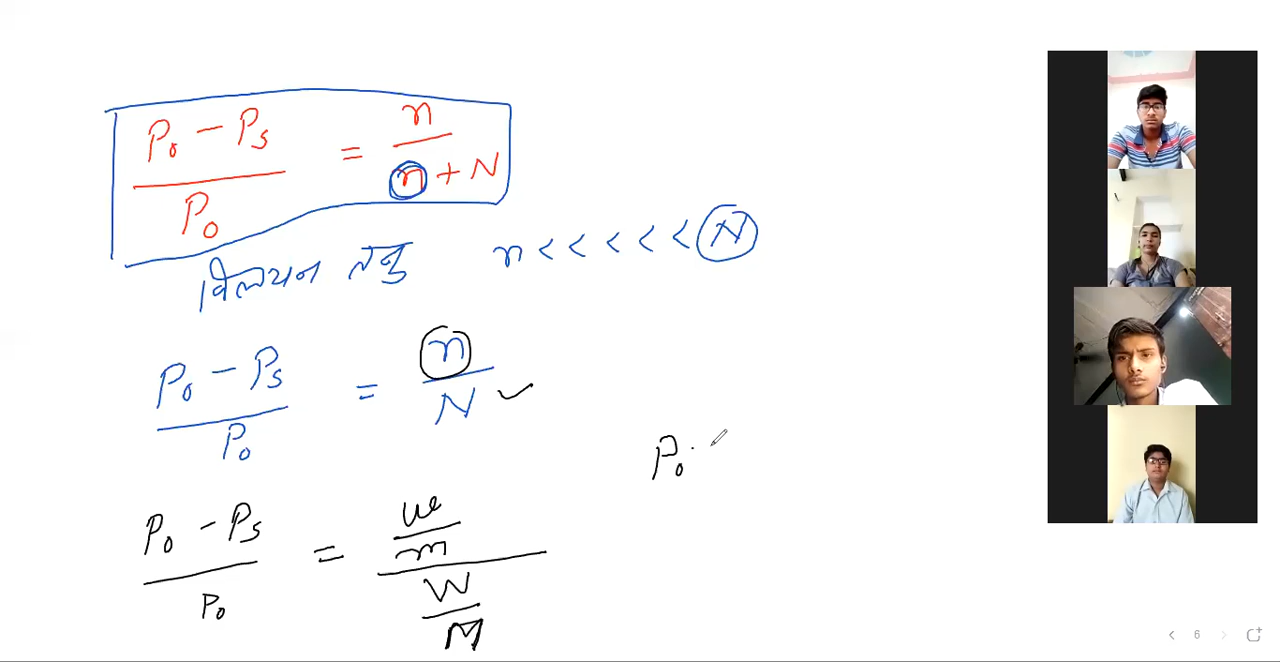 P₀ − Pₛ / P₀ = n / n + N
विलयन तनु n < < < < < N
P₀ − Pₛ / P₀ = n / N ✓
P₀ − Pₛ / P₀ = w/m / W/M
P₀
6